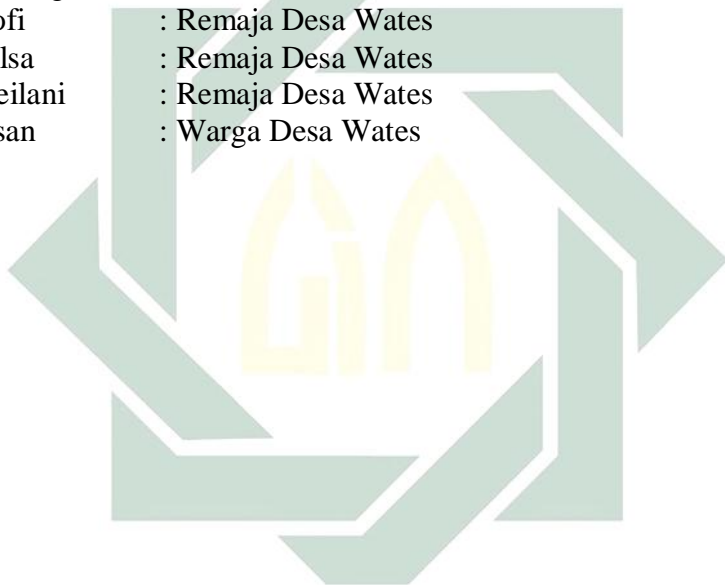 ofi : Remaja Desa Wates
lsa : Remaja Desa Wates
eilani : Remaja Desa Wates
san : Warga Desa Wates